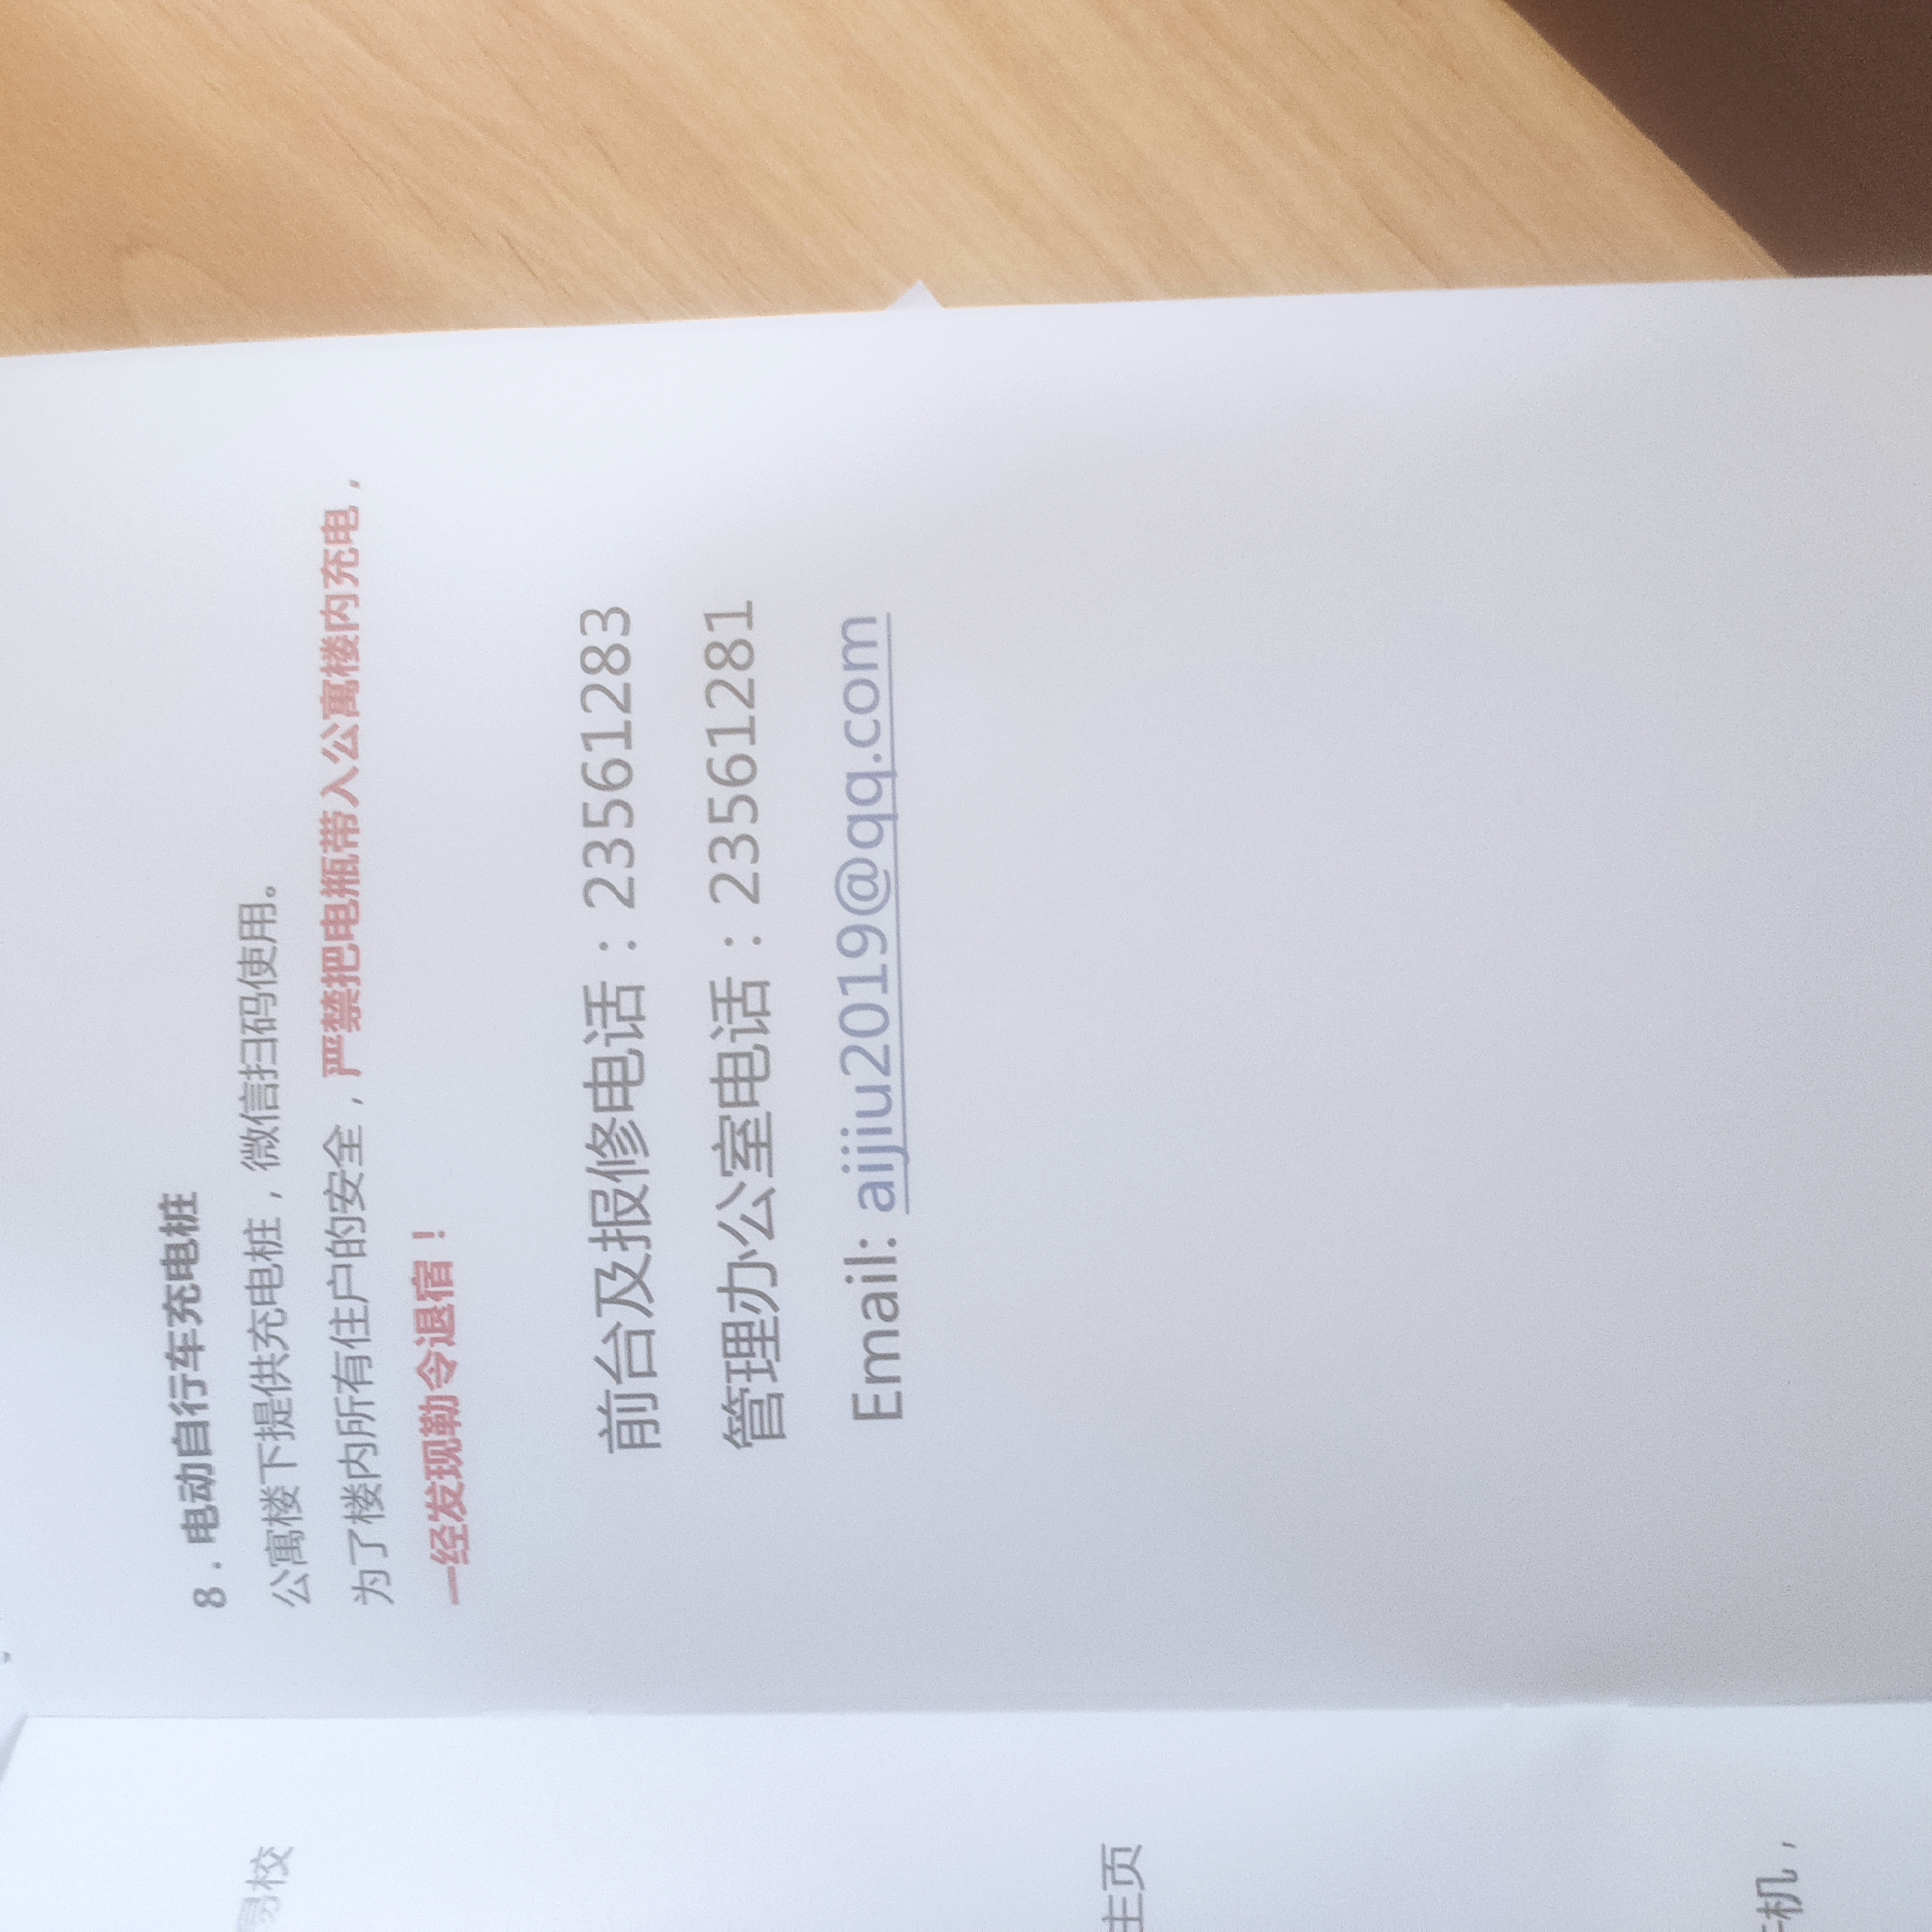 易校
主页
机，
8．电动自行车充电桩
公寓楼下提供充电桩，微信扫码使用。
为了楼内所有住户的安全，严禁把电瓶带入公寓楼内充电，
一经发现勒令退宿！
前台及报修电话：23561283
管理办公室电话：23561281
Email: aijiu2019@qq.com